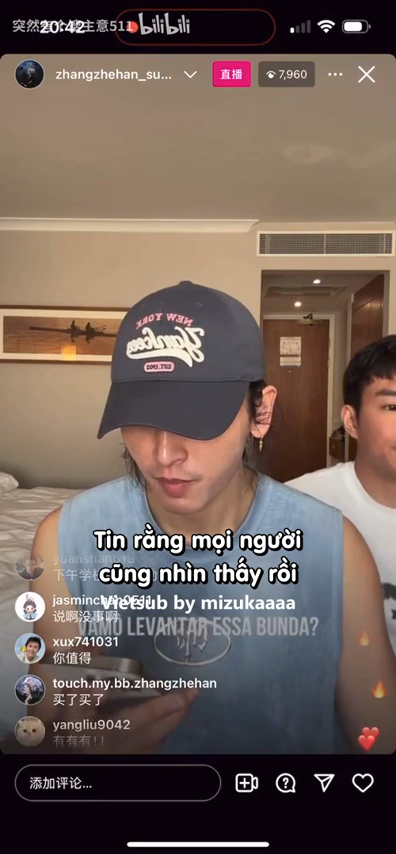 20:42
bilibili
zhangzhehan_su...
直播
7,960
NEW YORK
Yankees
EST. 1903
Tin rằng mọi người
cũng nhìn thấy rồi
Vietsub by mizukaaaa
VAMO LEVANTAR ESSA BUNDA?
说啊没事啊
xux741031
你值得
touch.my.bb.zhangzhehan
买了买了
yangliu9042
有有有!!
添加评论...